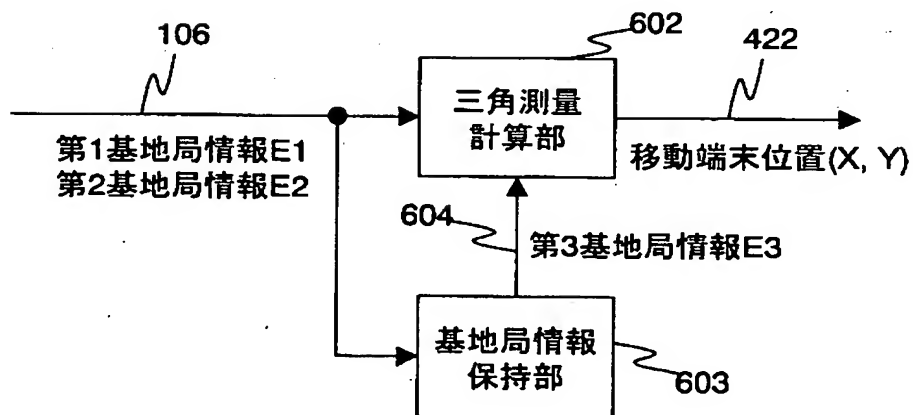 106
602
422
三角測量
計算部
第1基地局情報E1
第2基地局情報E2
移動端末位置(X, Y)
604
第3基地局情報E3
基地局情報
保持部
603